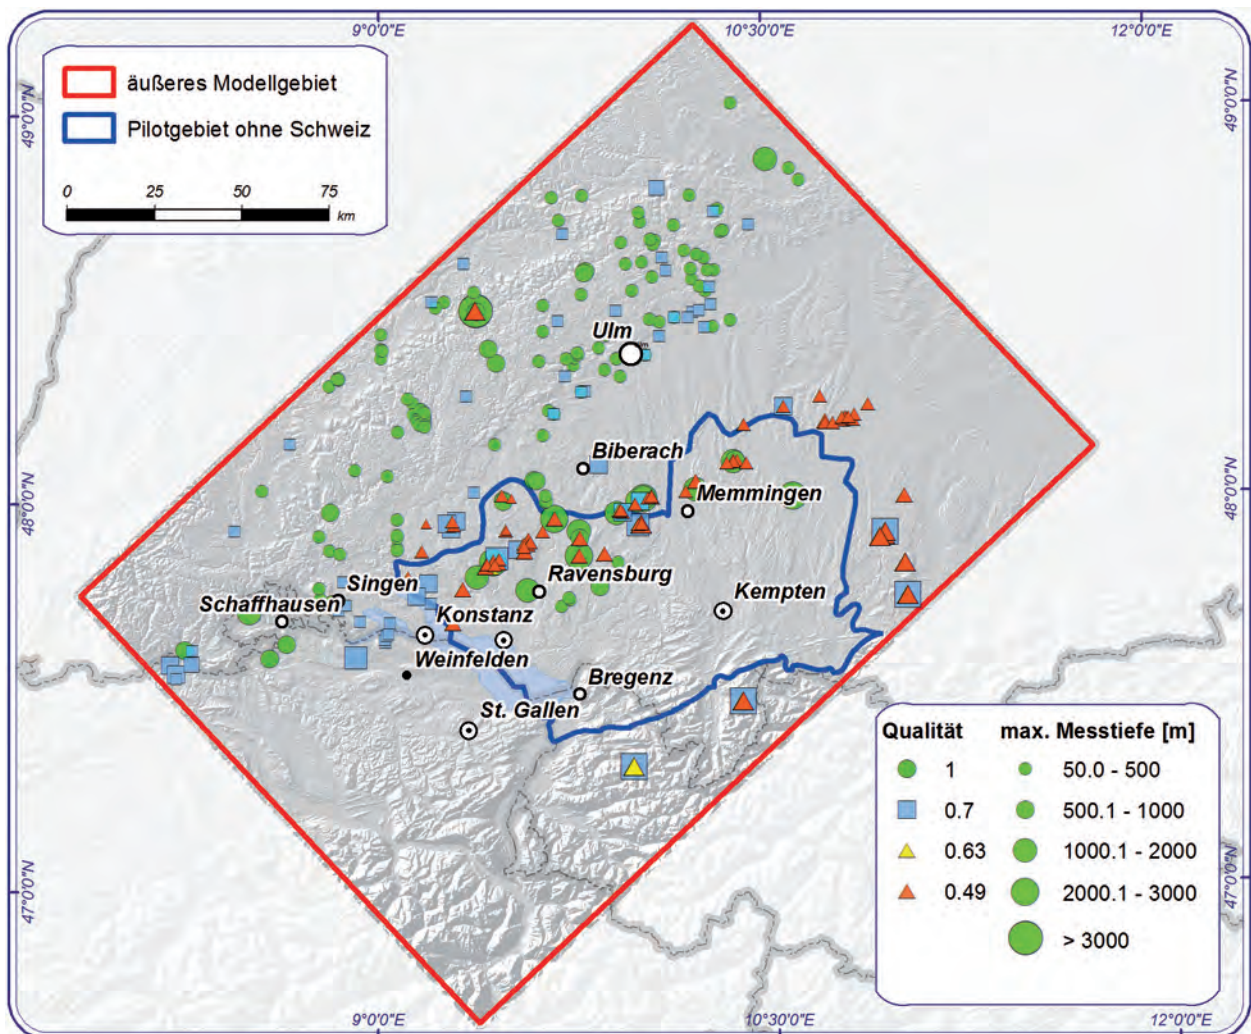 9°0'0"E
10°30'0"E
12°0'0"E
49°0'0"N
49°0'0"N
äußeres Modellgebiet
Pilotgebiet ohne Schweiz
0 25 50 75
km
Ulm
Biberach
Memmingen
48°0'0"N
48°0'0"N
Ravensburg
Singen
Kempten
Schaffhausen
Konstanz
Weinfelden
Bregenz
St. Gallen
Qualität
max. Messtiefe [m]
1
50.0 - 500
0.7
500.1 - 1000
0.63
1000.1 - 2000
0.49
2000.1 - 3000
> 3000
47°0'0"N
47°0'0"N
9°0'0"E
10°30'0"E
12°0'0"E